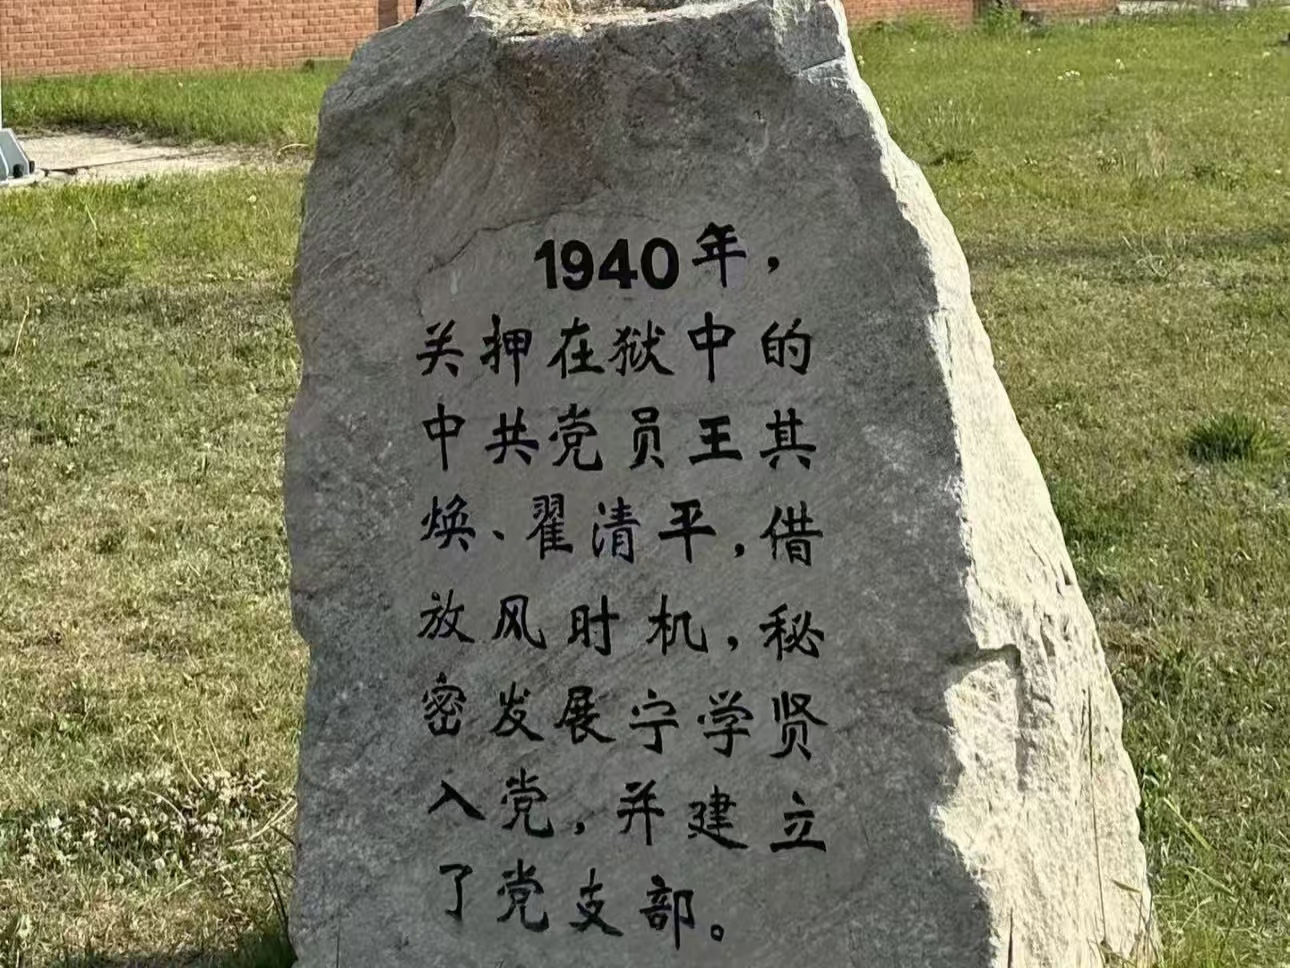 1940年，
关押在狱中的
中共党员王其
焕、翟清平，借
放风时机，秘
密发展宁学贤
入党，并建立
了党支部。